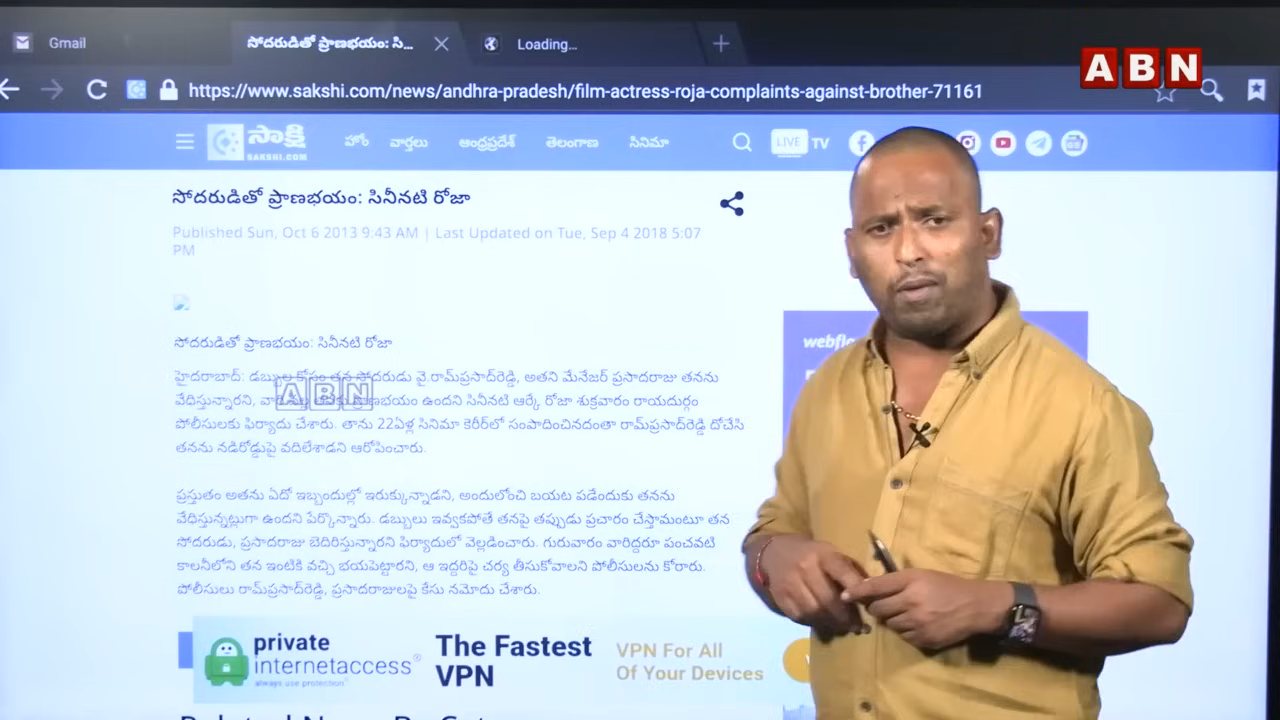 Gmail
సోదరుడితో ప్రాణభయం: సి...
Loading...
ABN
https://www.sakshi.com/news/andhra-pradesh/film-actress-roja-complaints-against-brother-71161
సాక్షి
SAKSHI.COM
హోం వార్తలు ఆంధ్రప్రదేశ్ తెలంగాణ సినిమా
LIVE TV
సోదరుడితో ప్రాణభయం: సినీనటి రోజా
Published Sun, Oct 6 2013 9:43 AM | Last Updated on Tue, Sep 4 2018 5:07
PM
సోదరుడితో ప్రాణభయం: సినీనటి రోజా
హైదరాబాద్: డబ్బుల కోసం తన సోదరుడు వై.రామ్‌ప్రసాద్‌రెడ్డి, అతని మేనేజర్ ప్రసాదరాజు తనను
వేధిస్తున్నారని, ప్రాణభయం ఉందని సినీనటి ఆర్కే రోజా శుక్రవారం రాయదుర్గం
పోలీసులకు ఫిర్యాదు చేశారు. తాను 22ఏళ్ల సినిమా కెరీర్‌లో సంపాదించినదంతా రామ్‌ప్రసాద్‌రెడ్డి దోచేసి
తనను నడిరోడ్డుపై వదిలేశాడని ఆరోపించారు.
ABN
ప్రస్తుతం అతను ఏదో ఇబ్బందుల్లో ఇరుక్కున్నాడని, అందులోంచి బయట పడేందుకు తనను
వేధిస్తున్నట్లుగా ఉందని పేర్కొన్నారు. డబ్బులు ఇవ్వకపోతే తనపై తప్పుడు ప్రచారం చేస్తామంటూ తన
సోదరుడు, ప్రసాదరాజు బెదిరిస్తున్నారని ఫిర్యాదులో వెల్లడించారు. గురువారం వారిద్దరూ పంచవటి
కాలనీలోని తన ఇంటికి వచ్చి భయపెట్టారని, ఆ ఇద్దరిపై చర్య తీసుకోవాలని పోలీసులను కోరారు.
పోలీసులు రామ్‌ప్రసాద్‌రెడ్డి, ప్రసాదరాజులపై కేసు నమోదు చేశారు.
private
internetaccess®
always use protection™
The Fastest
VPN
VPN For All
Of Your Devices